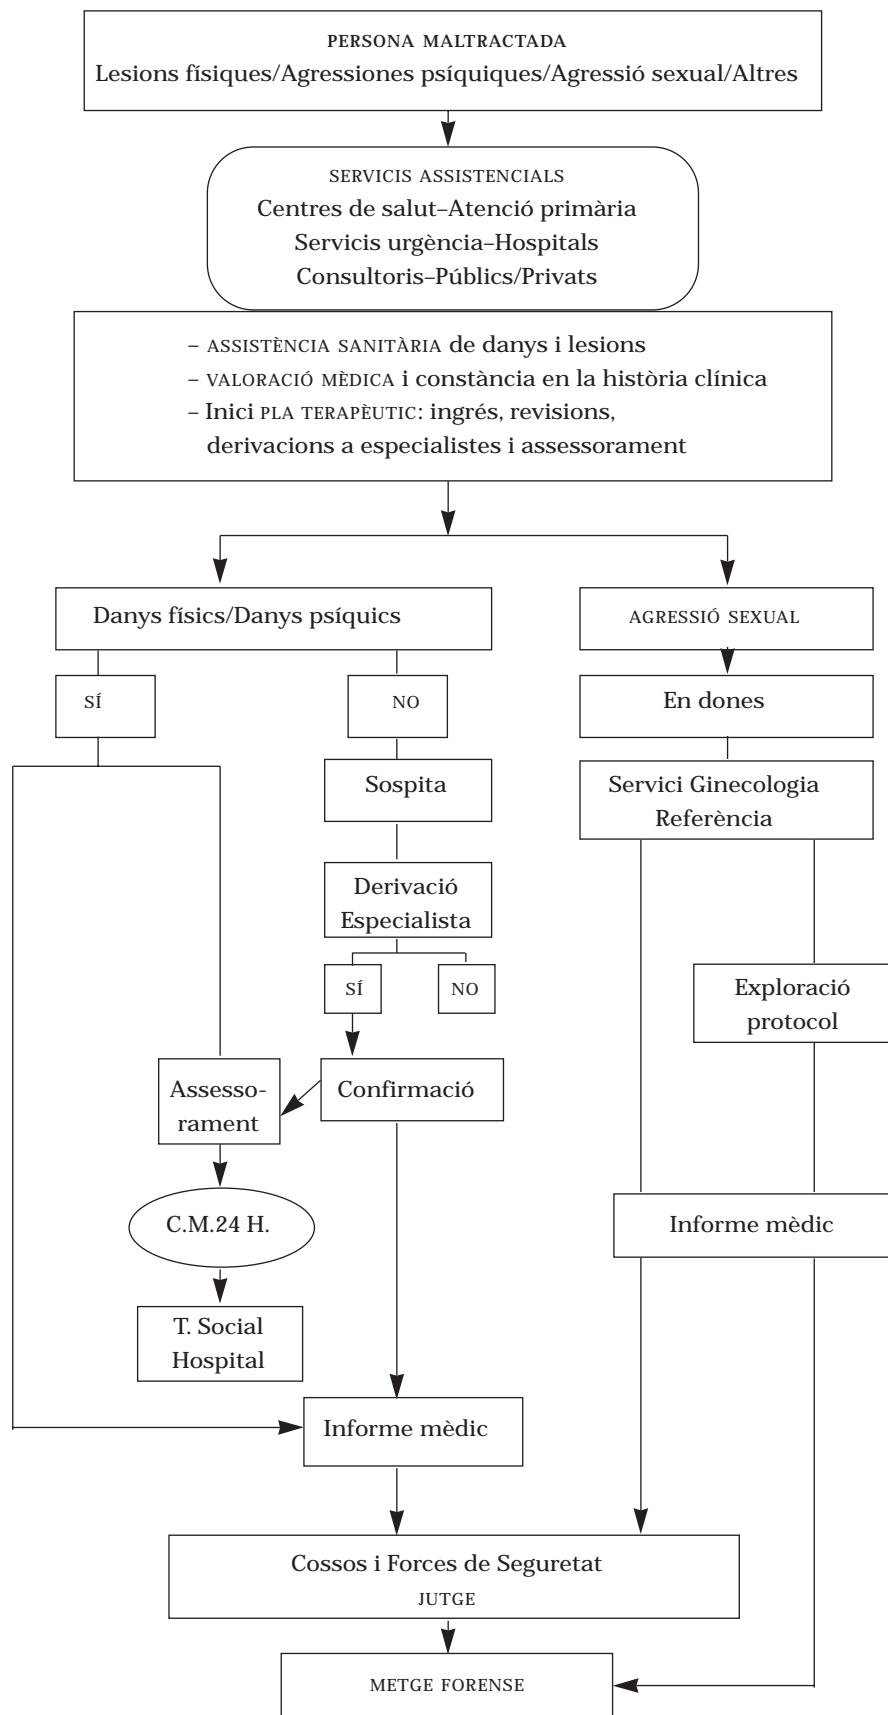 PERSONA MALTRACTADA
Lesions físiques/Agressiones psíquiques/Agressió sexual/Altres
SERVICIS ASSISTENCIALS
Centres de salut–Atenció primària
Servicis urgència–Hospitals
Consultoris–Públics/Privats
– ASSISTÈNCIA SANITÀRIA de danys i lesions
– VALORACIÓ MÈDICA i constància en la història clínica
– Inici PLA TERAPÈUTIC: ingrés, revisions,
derivacions a especialistes i assessorament
Danys físics/Danys psíquics
AGRESSIÓ SEXUAL
SÍ
NO
En dones
Sospita
Servici Ginecologia
Referència
Derivació
Especialista
SÍ
NO
Exploració
protocol
Assesso-
rament
Confirmació
C.M.24 H.
Informe mèdic
T. Social
Hospital
Informe mèdic
Cossos i Forces de Seguretat
JUTGE
METGE FORENSE